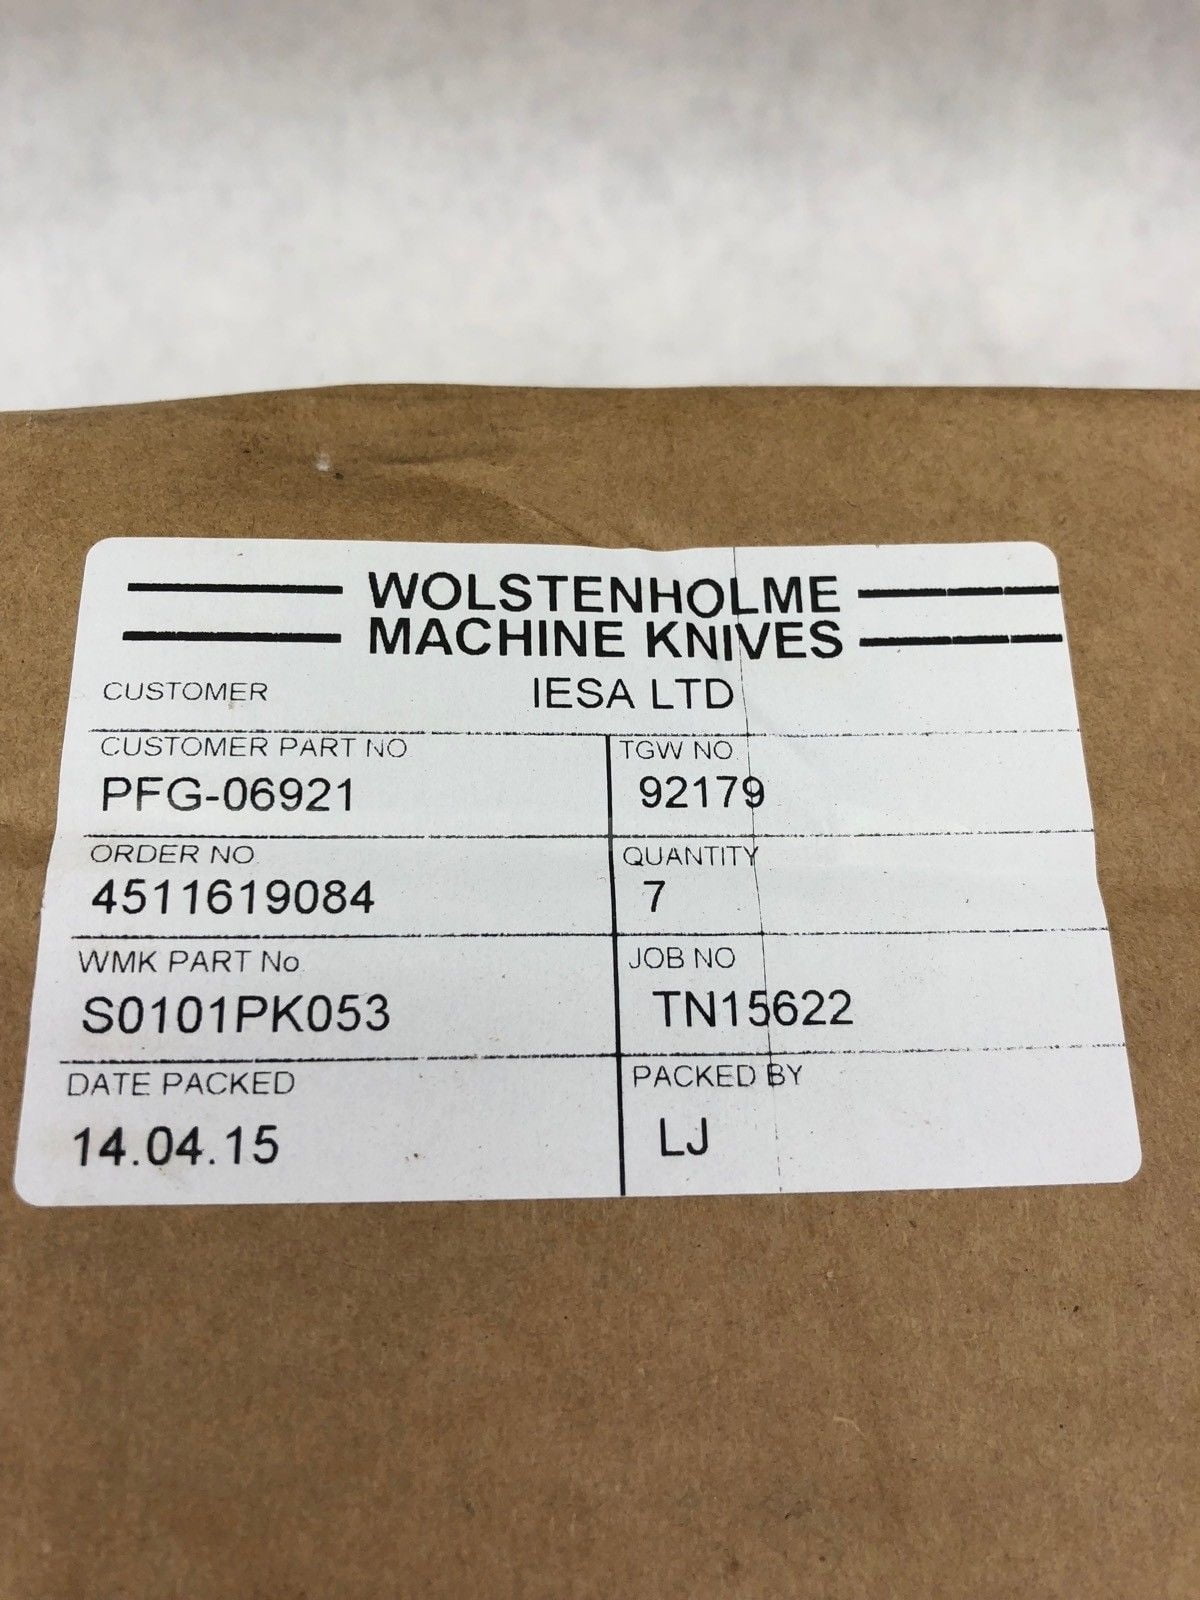 WOLSTENHOLME
MACHINE KNIVES
CUSTOMER IESA LTD
CUSTOMER PART NO TGW NO
PFG-06921 92179
ORDER NO QUANTITY
4511619084 7
WMK PART No JOB NO
S0101PK053 TN15622
DATE PACKED PACKED BY
14.04.15 LJ